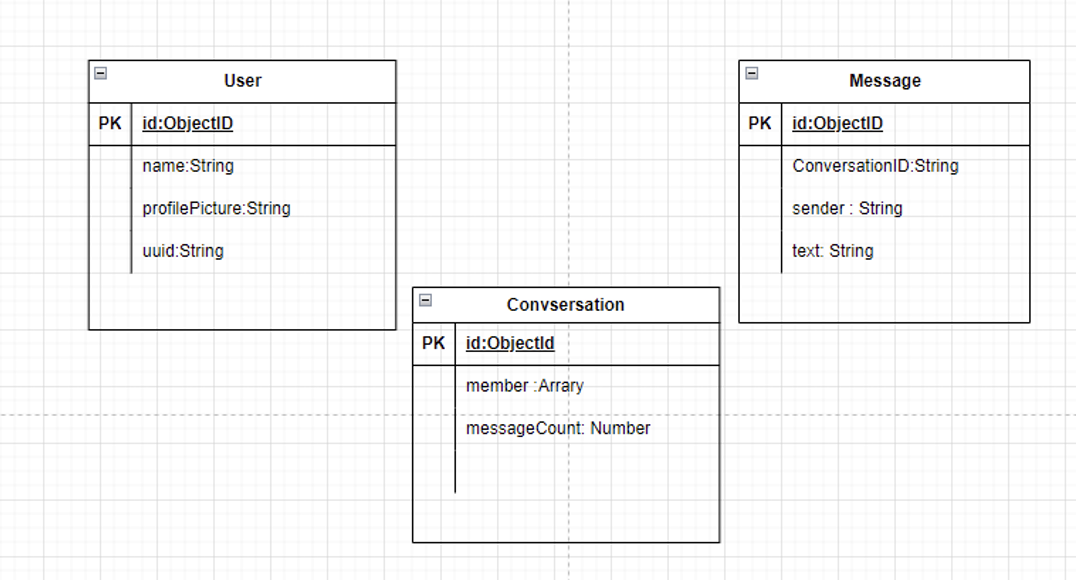 User
PK id:ObjectID
name:String
profilePicture:String
uuid:String
Message
PK id:ObjectID
ConversationID:String
sender : String
text: String
Convsersation
PK id:ObjectId
member :Arrary
messageCount: Number